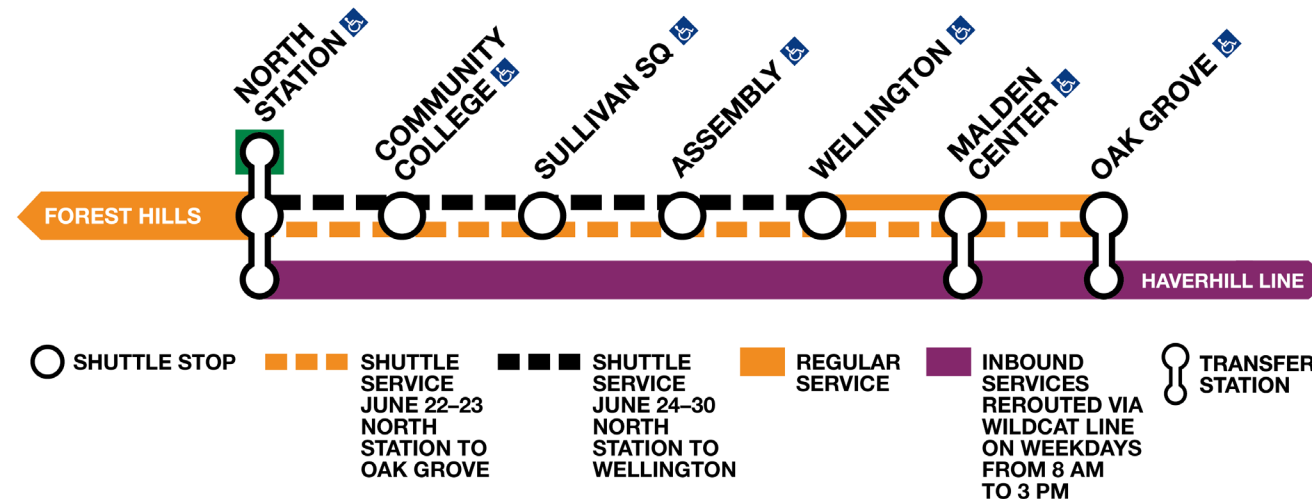 NORTH
STATION
COMMUNITY
COLLEGE
SULLIVAN SQ
ASSEMBLY
WELLINGTON
MALDEN
CENTER
OAK GROVE
FOREST HILLS
HAVERHILL LINE
SHUTTLE STOP
SHUTTLE
SERVICE
JUNE 22–23
NORTH
STATION TO
OAK GROVE
SHUTTLE
SERVICE
JUNE 24–30
NORTH
STATION TO
WELLINGTON
REGULAR
SERVICE
INBOUND
SERVICES
REROUTED VIA
WILDCAT LINE
ON WEEKDAYS
FROM 8 AM
TO 3 PM
TRANSFER
STATION